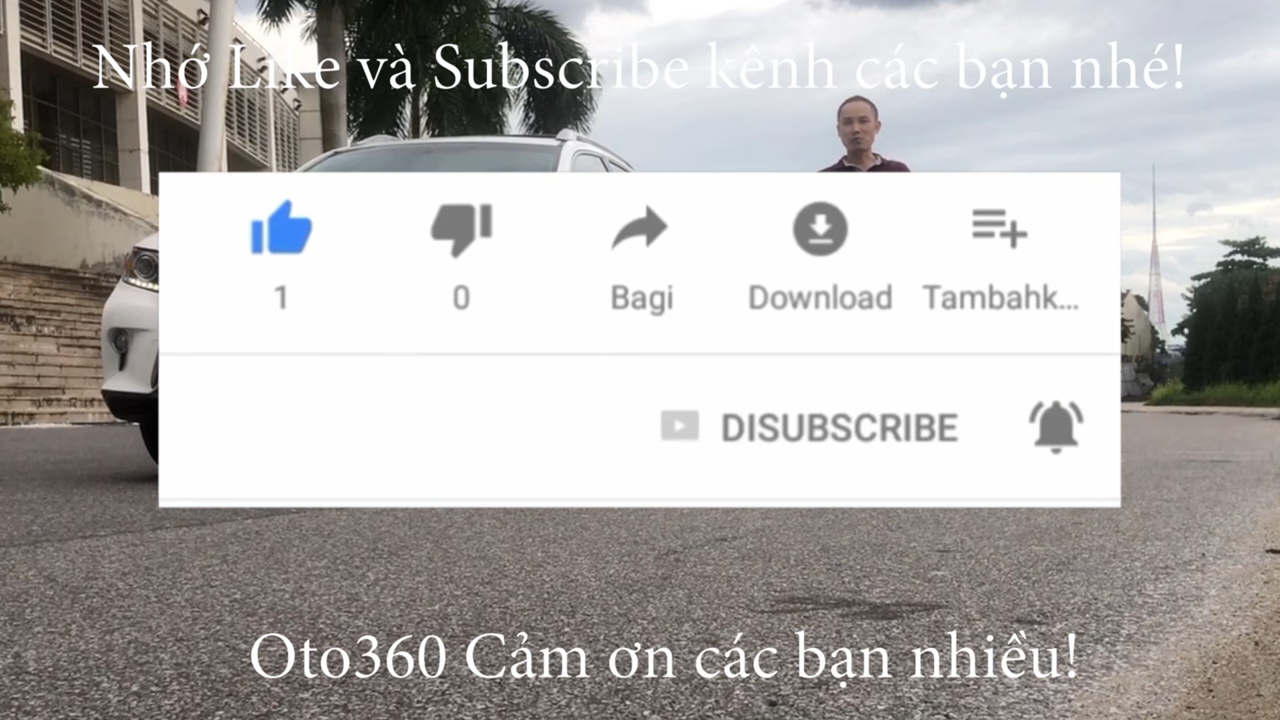 Nhớ Like và Subscribe kênh các bạn nhé!
1 0 Bagi Download Tambahk...
DISUBSCRIBE
Oto360 Cảm ơn các bạn nhiều!